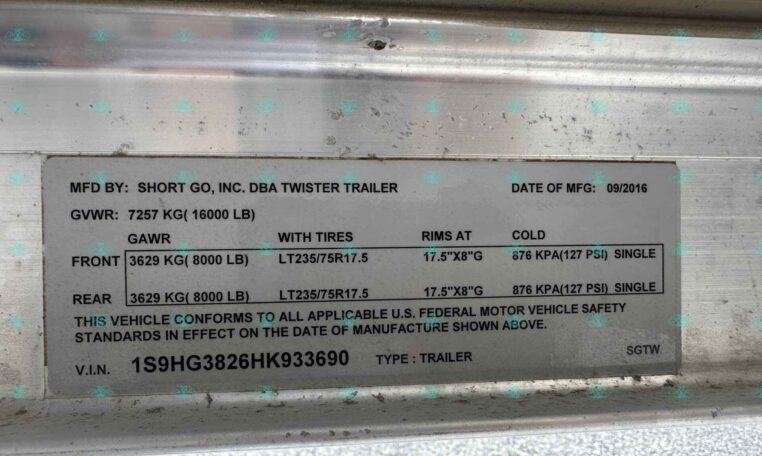 MFD BY: SHORT GO, INC. DBA TWISTER TRAILER DATE OF MFG: 09/2016
GVWR: 7257 KG( 16000 LB)
GAWR WITH TIRES RIMS AT COLD
FRONT 3629 KG( 8000 LB) LT235/75R17.5 17.5"X8"G 876 KPA(127 PSI) SINGLE
REAR 3629 KG( 8000 LB) LT235/75R17.5 17.5"X8"G 876 KPA(127 PSI) SINGLE
THIS VEHICLE CONFORMS TO ALL APPLICABLE U.S. FEDERAL MOTOR VEHICLE SAFETY
STANDARDS IN EFFECT ON THE DATE OF MANUFACTURE SHOWN ABOVE.
V.I.N. 1S9HG3826HK933690 TYPE : TRAILER SGTW